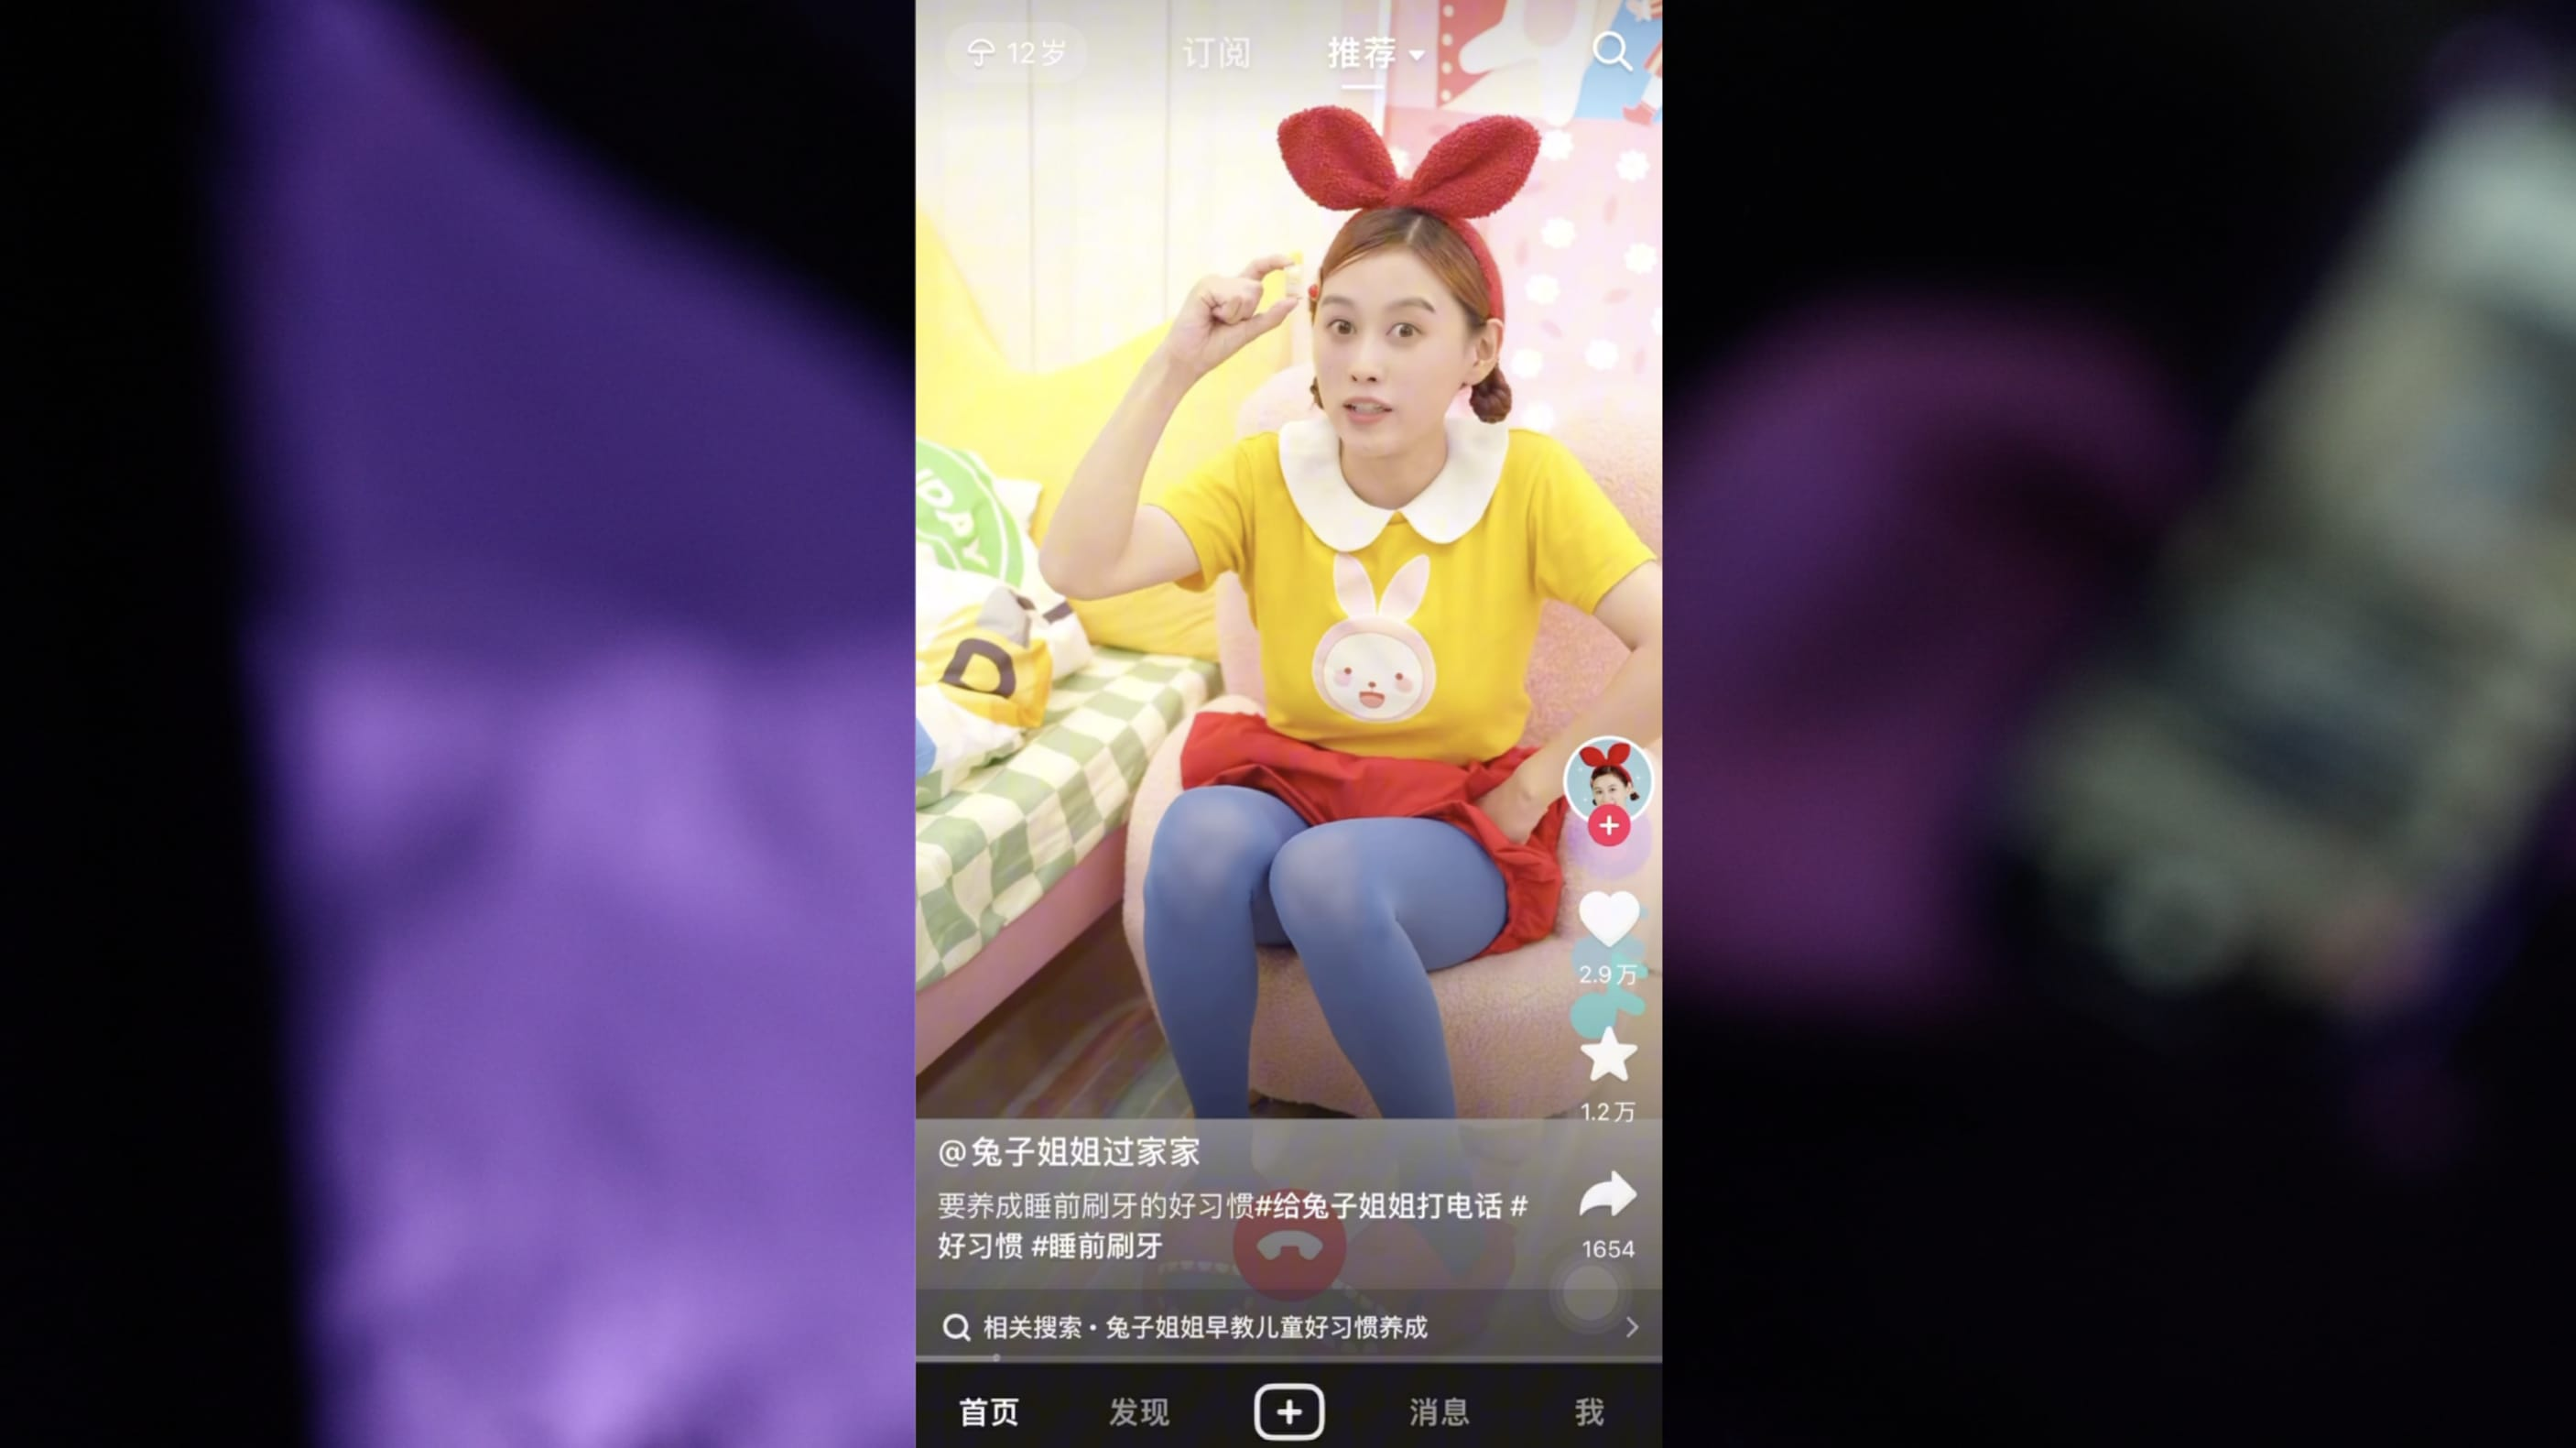 12岁
订阅
推荐
D
@兔子姐姐过家家
要养成睡前刷牙的好习惯#给兔子姐姐打电话 #
好习惯 #睡前刷牙
2.9万
1.2万
1654
相关搜索・兔子姐姐早教儿童好习惯养成
首页
发现
消息
我